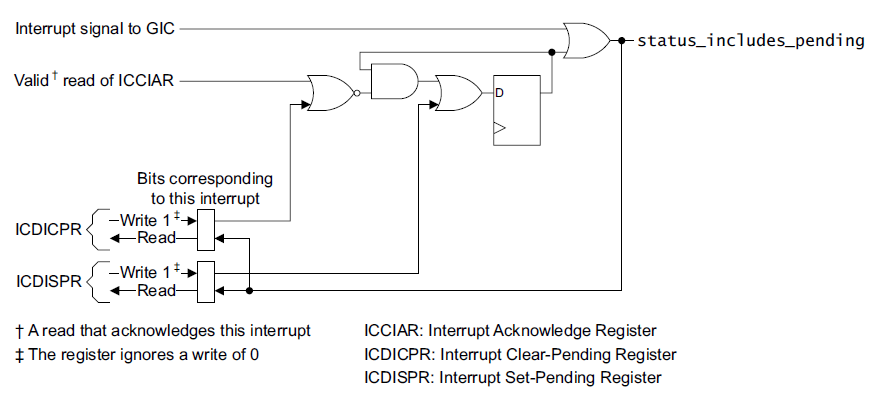 Interrupt signal to GIC
status_includes_pending
Valid† read of ICCIAR
D
Bits corresponding
to this interrupt
ICDICPR
Write 1‡
Read
ICDISPR
Write 1‡
Read
† A read that acknowledges this interrupt
‡ The register ignores a write of 0
ICCIAR: Interrupt Acknowledge Register
ICDICPR: Interrupt Clear-Pending Register
ICDISPR: Interrupt Set-Pending Register